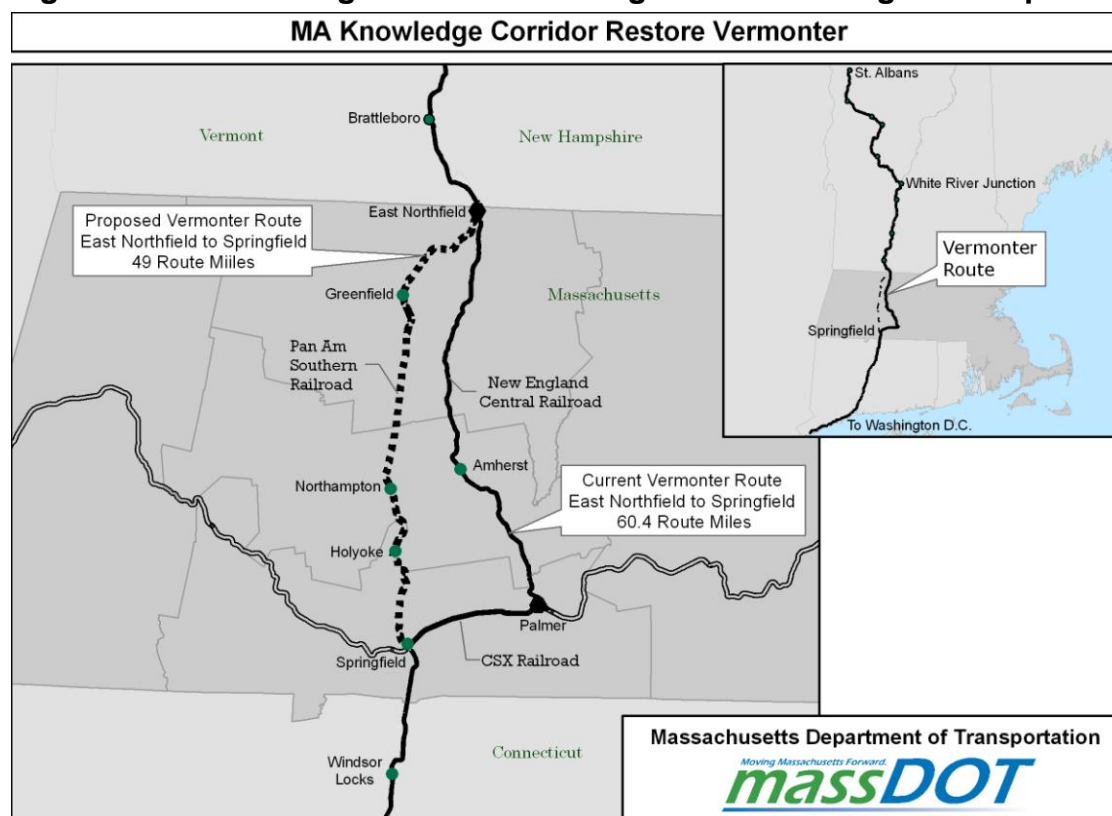 MA Knowledge Corridor Restore Vermonter
Brattleboro
Vermont
New Hampshire
East Northfield
Proposed Vermonter Route
East Northfield to Springfield
49 Route Miiles
Greenfield
Massachusetts
Pan Am
Southern
Railroad
New England
Central Railroad
Amherst
Northampton
Current Vermonter Route
East Northfield to Springfield
60.4 Route Miles
Holyoke
Palmer
Springfield
CSX Railroad
Connecticut
Windsor
Locks
St. Albans
White River Junction
Vermonter
Route
Springfield
To Washington D.C.
Massachusetts Department of Transportation
Moving Massachusetts Forward.
massDOT